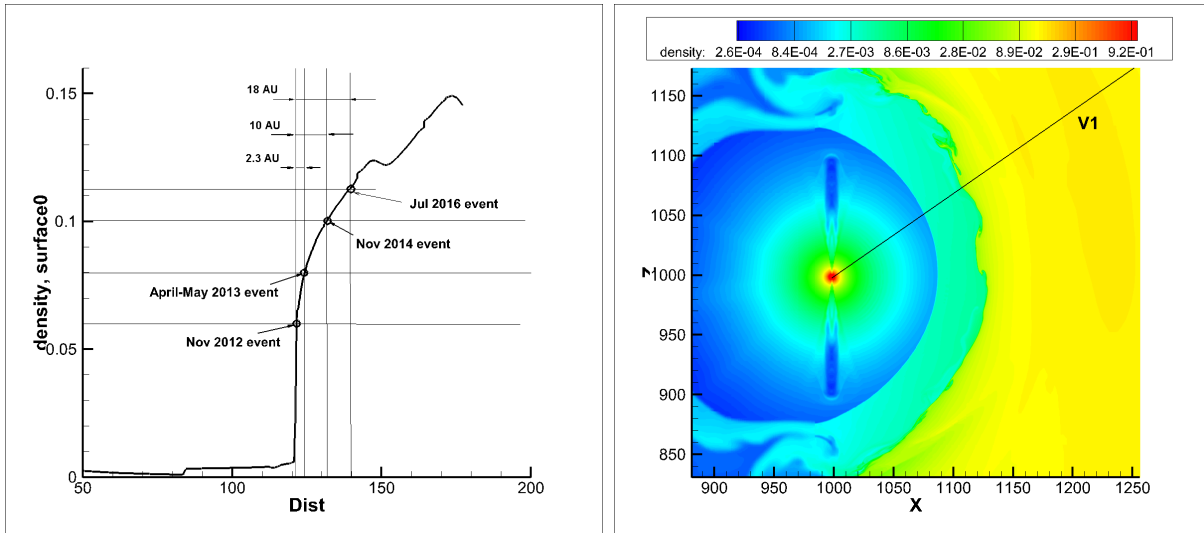 density: 2.6E-04 8.4E-04 2.7E-03 8.6E-03 2.8E-02 8.9E-02 2.9E-01 9.2E-01
density, surface0
0.15
0.1
0.05
0
18 AU
10 AU
2.3 AU
Jul 2016 event
Nov 2014 event
April-May 2013 event
Nov 2012 event
50 100 150 200
Dist
Z
1150
1100
1050
1000
950
900
850
V1
900 950 1000 1050 1100 1150 1200 1250
X